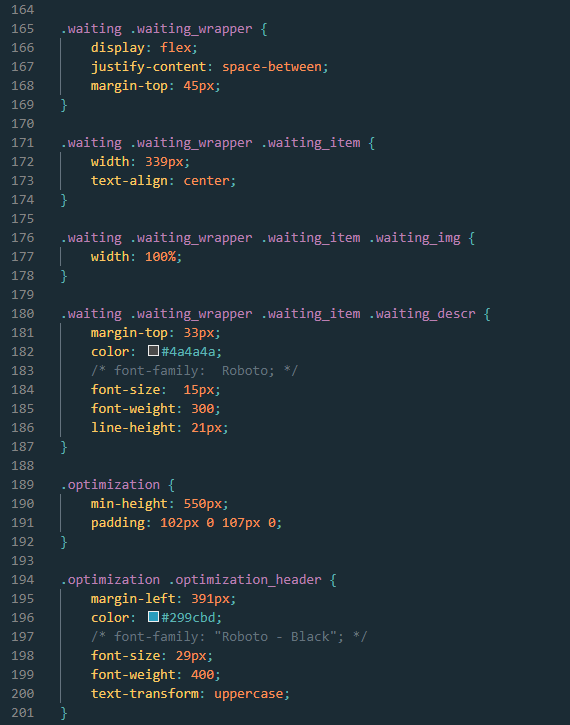 164
165 .waiting .waiting_wrapper {
166     display: flex;
167     justify-content: space-between;
168     margin-top: 45px;
169 }
170
171 .waiting .waiting_wrapper .waiting_item {
172     width: 339px;
173     text-align: center;
174 }
175
176 .waiting .waiting_wrapper .waiting_item .waiting_img {
177     width: 100%;
178 }
179
180 .waiting .waiting_wrapper .waiting_item .waiting_descr {
181     margin-top: 33px;
182     color: #4a4a4a;
183     /* font-family:  Roboto; */
184     font-size:  15px;
185     font-weight: 300;
186     line-height: 21px;
187 }
188
189 .optimization {
190     min-height: 550px;
191     padding: 102px 0 107px 0;
192 }
193
194 .optimization .optimization_header {
195     margin-left: 391px;
196     color: #299cbd;
197     /* font-family: "Roboto - Black"; */
198     font-size: 29px;
199     font-weight: 400;
200     text-transform: uppercase;
201 }